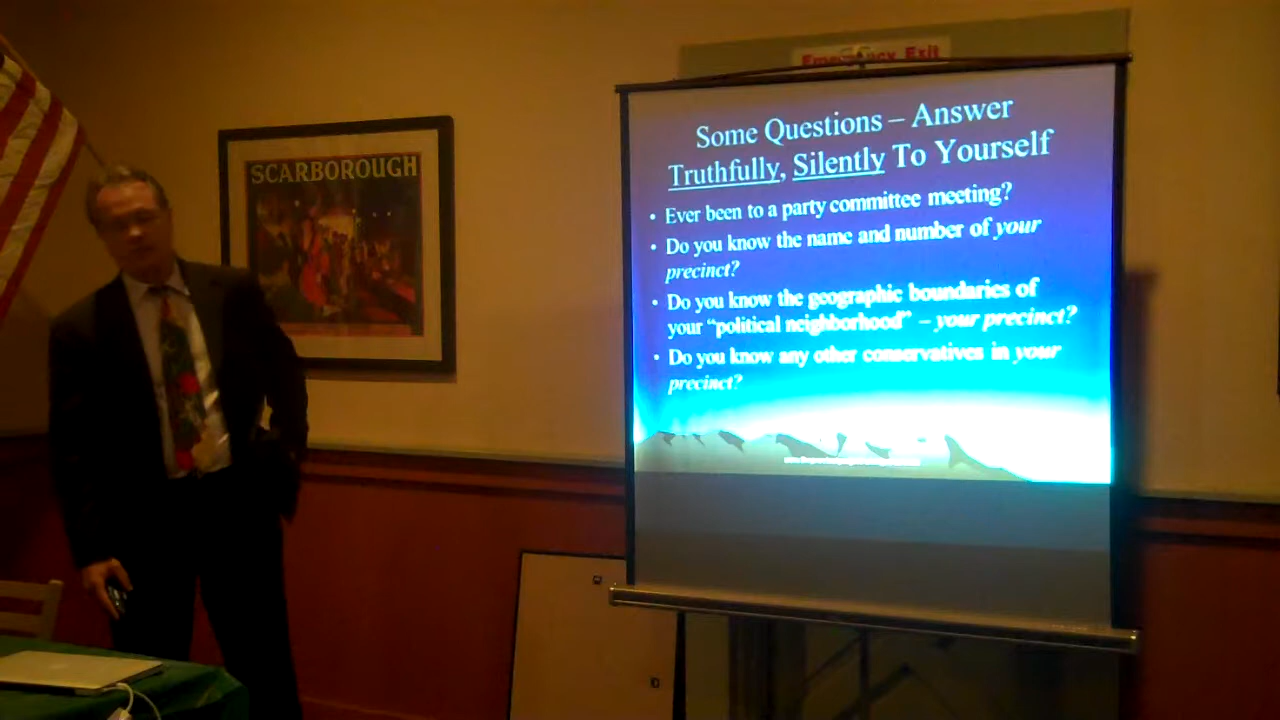 Emergency Exit
SCARBOROUGH
Some Questions – Answer
Truthfully, Silently To Yourself
• Ever been to a party committee meeting?
• Do you know the name and number of your
precinct?
• Do you know the geographic boundaries of
your “political neighborhood” – your precinct?
• Do you know any other conservatives in your
precinct?